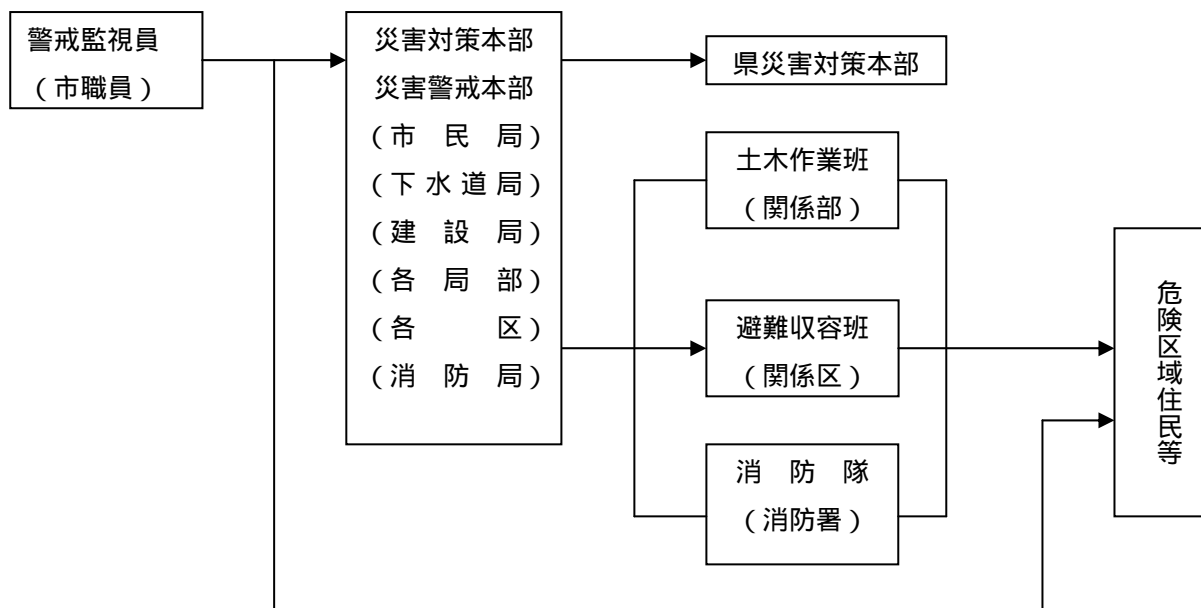 警戒監視員
（市職員）
災害対策本部
災害警戒本部
（市　民　局）
（下 水 道 局）
（建　設　局）
（各　局　部）
（各　　　区）
（消　防　局）
県災害対策本部
土木作業班
（関係部）
避難収容班
（関係区）
消　防　隊
（消防署）
危険区域住民等